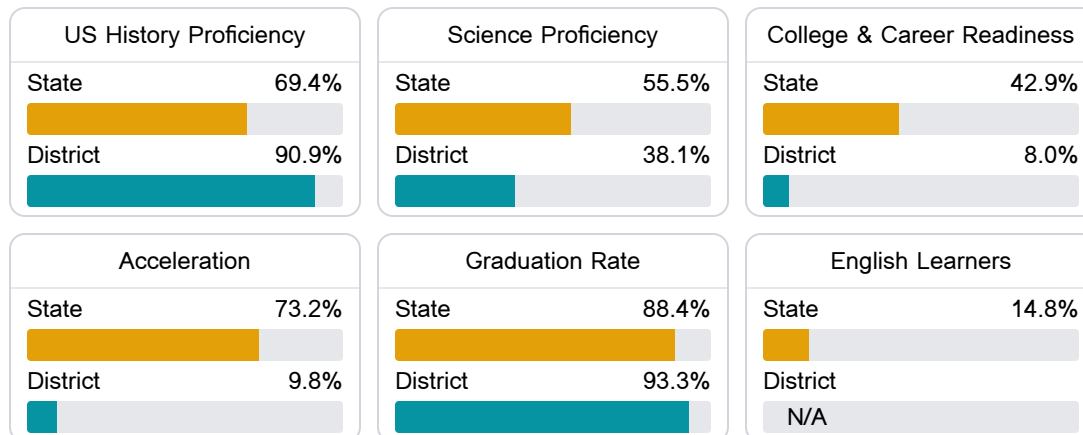 US History Proficiency
State 69.4%
District 90.9%
Science Proficiency
State 55.5%
District 38.1%
College & Career Readiness
State 42.9%
District 8.0%
Acceleration
State 73.2%
District 9.8%
Graduation Rate
State 88.4%
District 93.3%
English Learners
State 14.8%
District
N/A